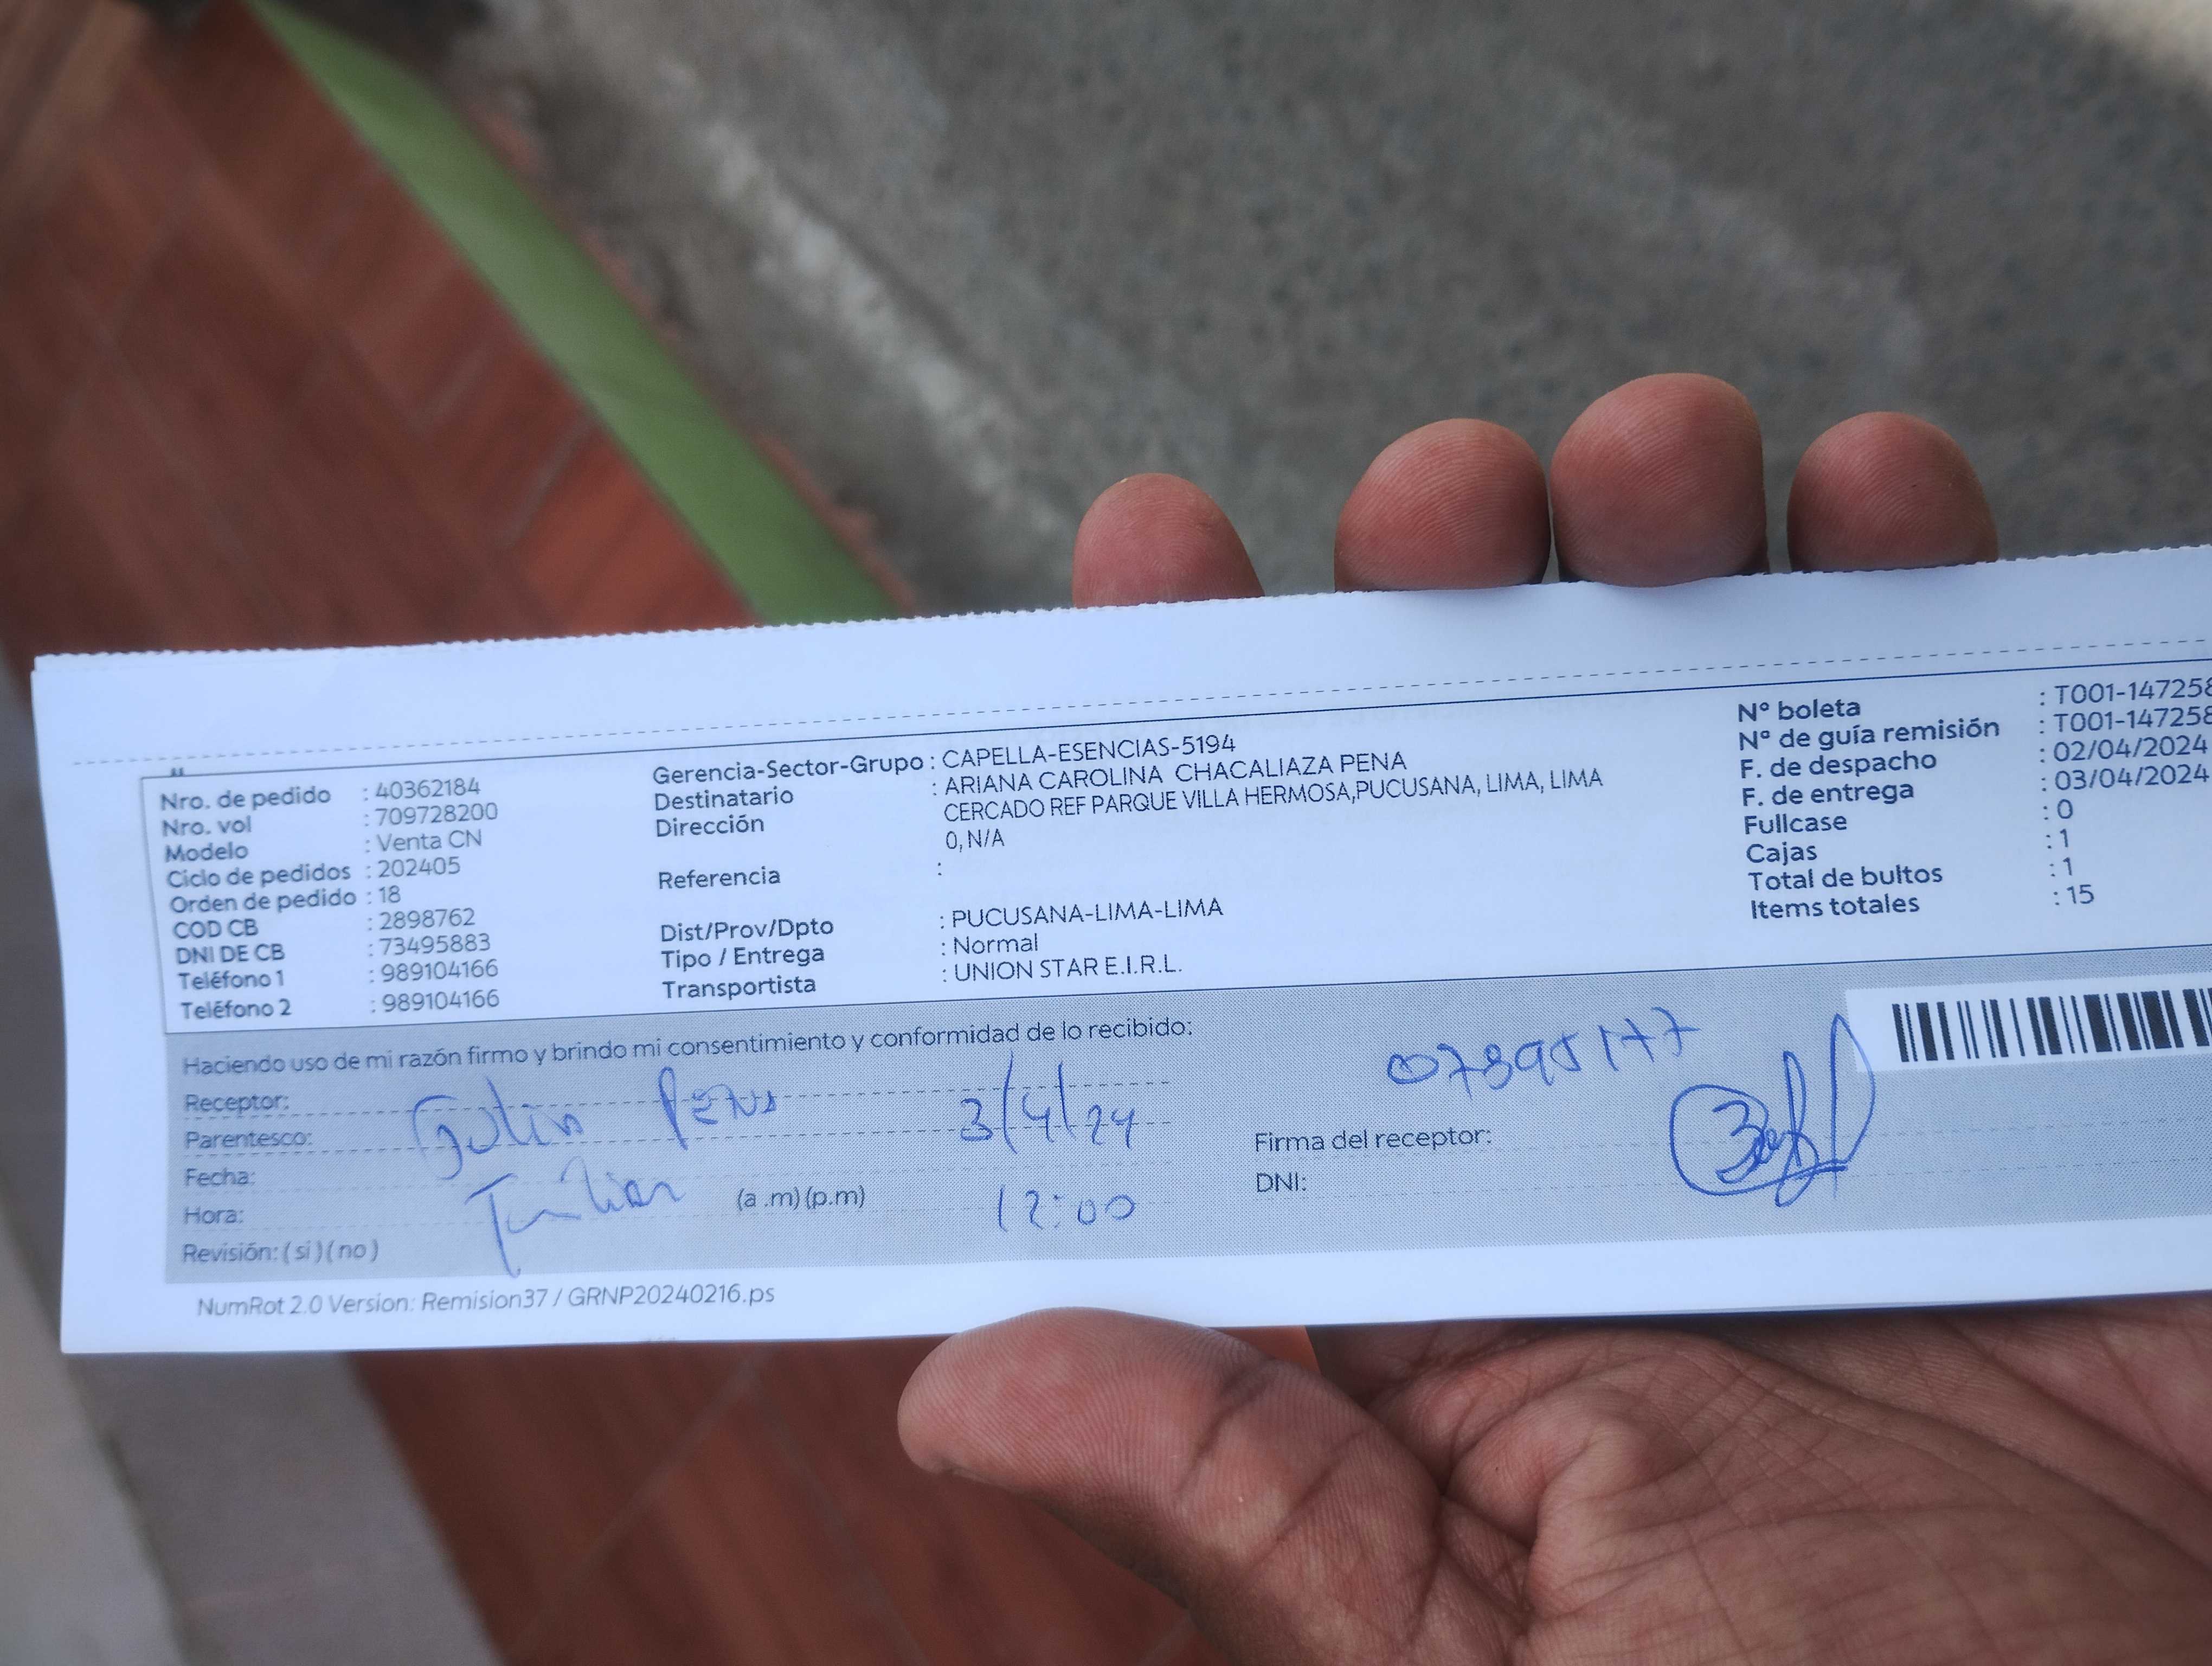 Nro. de pedido : 40362184
Nro. vol : 709728200
Modelo : Venta CN
Ciclo de pedidos : 202405
Orden de pedido : 18
COD CB : 2898762
DNI DE CB : 73495883
Teléfono 1 : 989104166
Teléfono 2 : 989104166
Gerencia-Sector-Grupo : CAPELLA-ESENCIAS-5194
Destinatario : ARIANA CAROLINA CHACALIAZA PENA
Dirección CERCADO REF PARQUE VILLA HERMOSA,PUCUSANA, LIMA, LIMA
0, N/A
Referencia :
Dist/Prov/Dpto : PUCUSANA-LIMA-LIMA
Tipo / Entrega : Normal
Transportista : UNION STAR E.I.R.L.
Nº boleta : T001-147258
Nº de guía remisión : T001-147258
F. de despacho : 02/04/2024
F. de entrega : 03/04/2024
Fullcase : 0
Cajas : 1
Total de bultos : 1
Items totales : 15
Haciendo uso de mi razón firmo y brindo mi consentimiento y conformidad de lo recibido:
Receptor:
Parentesco: 3/4/24
Fecha:
Hora: (a .m) (p.m) 12:00
Revisión: ( si ) ( no )
Firma del receptor:
DNI:
NumRot 2.0 Version: Remision37 / GRNP20240216.ps